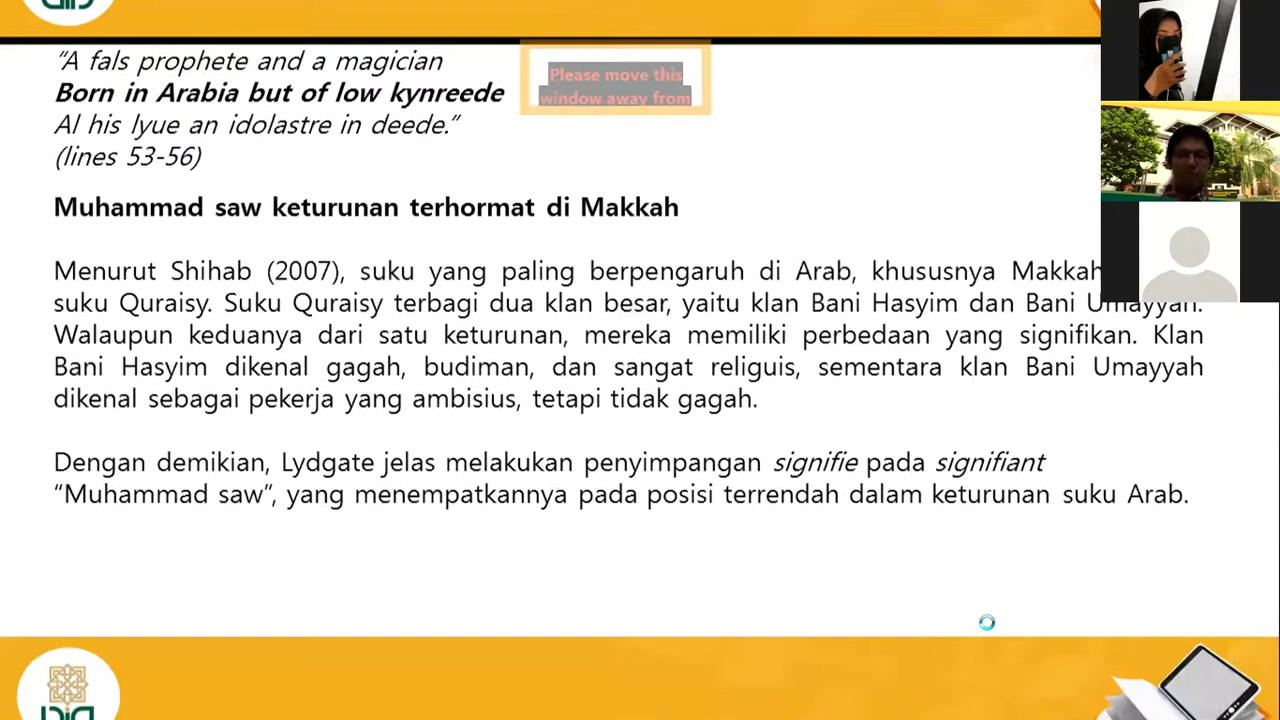 “A fals prophete and a magician
Born in Arabia but of low kynreede
Al his lyue an idolastre in deede.”
(lines 53-56)
Please move this
window away from
Muhammad saw keturunan terhormat di Makkah
Menurut Shihab (2007), suku yang paling berpengaruh di Arab, khususnya Makkah
suku Quraisy. Suku Quraisy terbagi dua klan besar, yaitu klan Bani Hasyim dan Bani Umayyah.
Walaupun keduanya dari satu keturunan, mereka memiliki perbedaan yang signifikan. Klan
Bani Hasyim dikenal gagah, budiman, dan sangat religuis, sementara klan Bani Umayyah
dikenal sebagai pekerja yang ambisius, tetapi tidak gagah.
Dengan demikian, Lydgate jelas melakukan penyimpangan signifie pada signifiant
“Muhammad saw”, yang menempatkannya pada posisi terrendah dalam keturunan suku Arab.